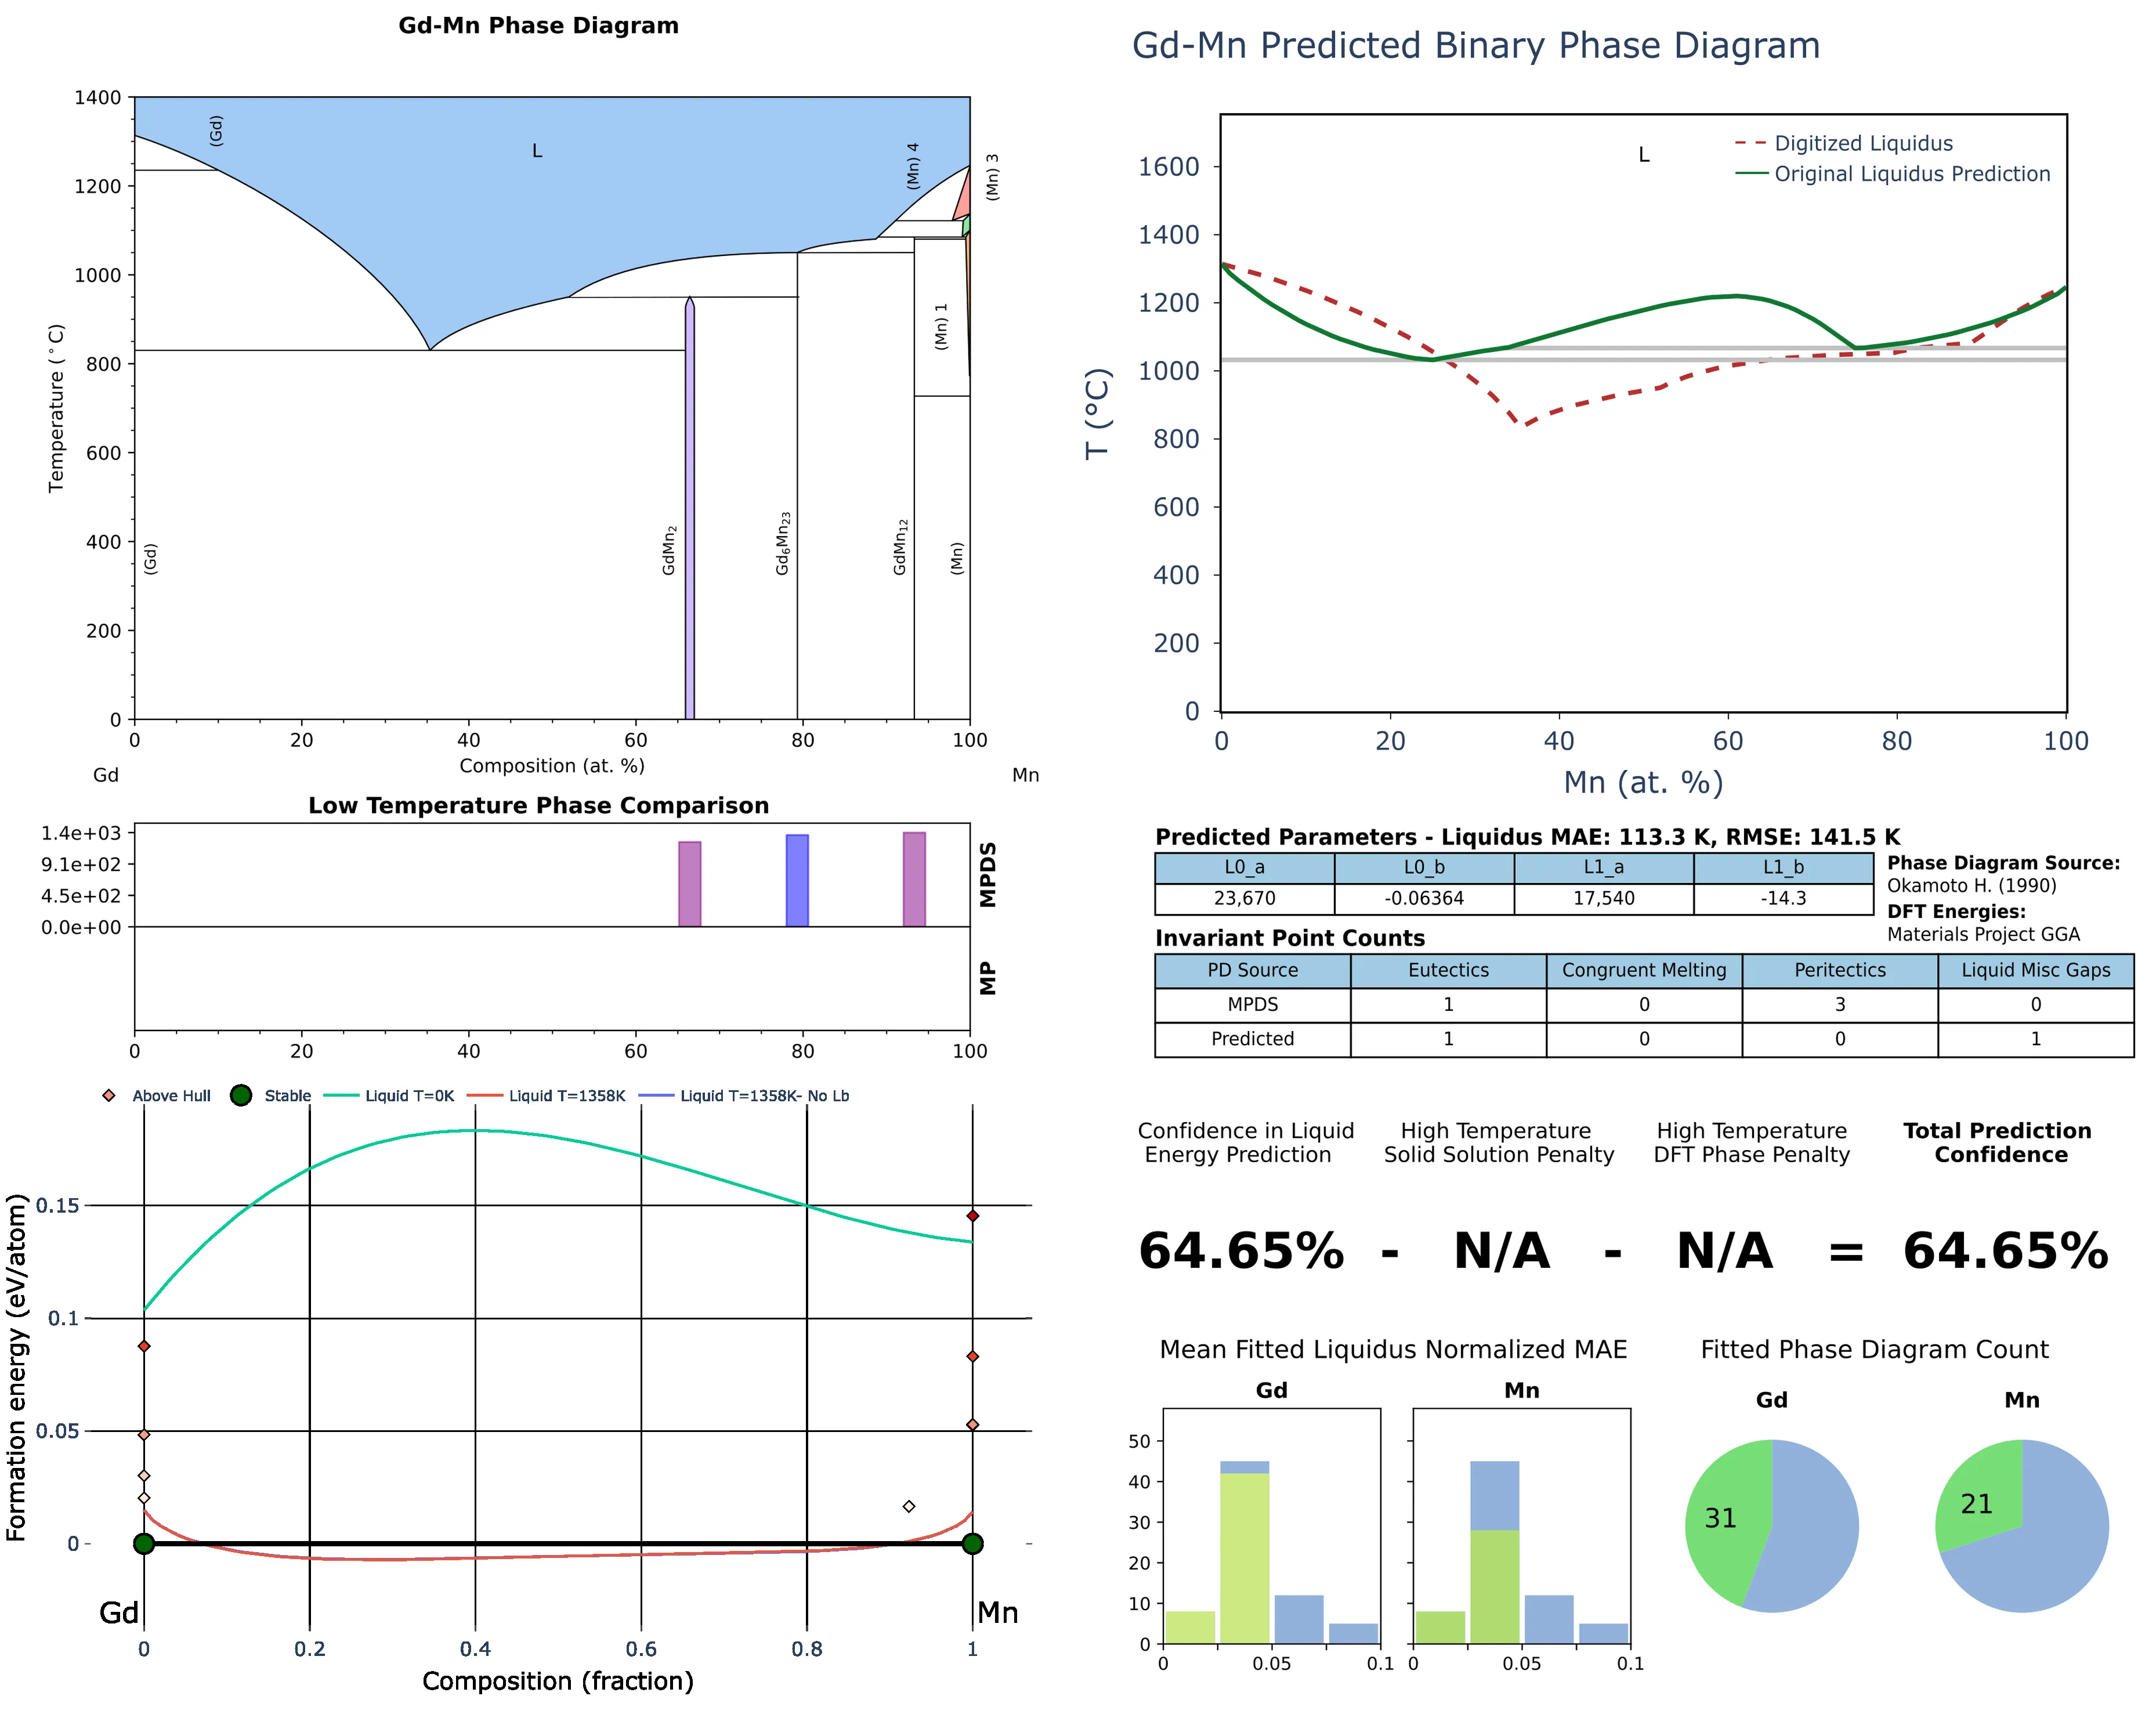 Gd-Mn Phase Diagram
1400
1200
1000
800
600
400
200
0
Temperature (°C)
(Gd)
L
(Mn) 4
(Mn) 3
(Mn) 1
(Gd)
GdMn2
Gd6Mn23
GdMn12
(Mn)
0 20 40 60 80 100
Composition (at. %)
Gd Mn
Gd-Mn Predicted Binary Phase Diagram
L
Digitized Liquidus
Original Liquidus Prediction
1600
1400
1200
1000
800
600
400
200
0
T (°C)
0 20 40 60 80 100
Mn (at. %)
Low Temperature Phase Comparison
1.4e+03
9.1e+02
4.5e+02
0.0e+00
MPDS
MP
0 20 40 60 80 100
Predicted Parameters - Liquidus MAE: 113.3 K, RMSE: 141.5 K
L0_a L0_b L1_a L1_b
23,670 -0.06364 17,540 -14.3
Phase Diagram Source:
Okamoto H. (1990)
DFT Energies:
Materials Project GGA
Invariant Point Counts
PD Source Eutectics Congruent Melting Peritectics Liquid Misc Gaps
MPDS 1 0 3 0
Predicted 1 0 0 1
Above Hull Stable Liquid T=0K Liquid T=1358K Liquid T=1358K- No Lb
0.15
0.1
0.05
0
Formation energy (eV/atom)
Gd Mn
0 0.2 0.4 0.6 0.8 1
Composition (fraction)
Confidence in Liquid
Energy Prediction
High Temperature
Solid Solution Penalty
High Temperature
DFT Phase Penalty
Total Prediction
Confidence
64.65% - N/A - N/A = 64.65%
Mean Fitted Liquidus Normalized MAE
Gd Mn
50
40
30
20
10
0
0 0.05 0.1 0 0.05 0.1
Fitted Phase Diagram Count
Gd Mn
31 21